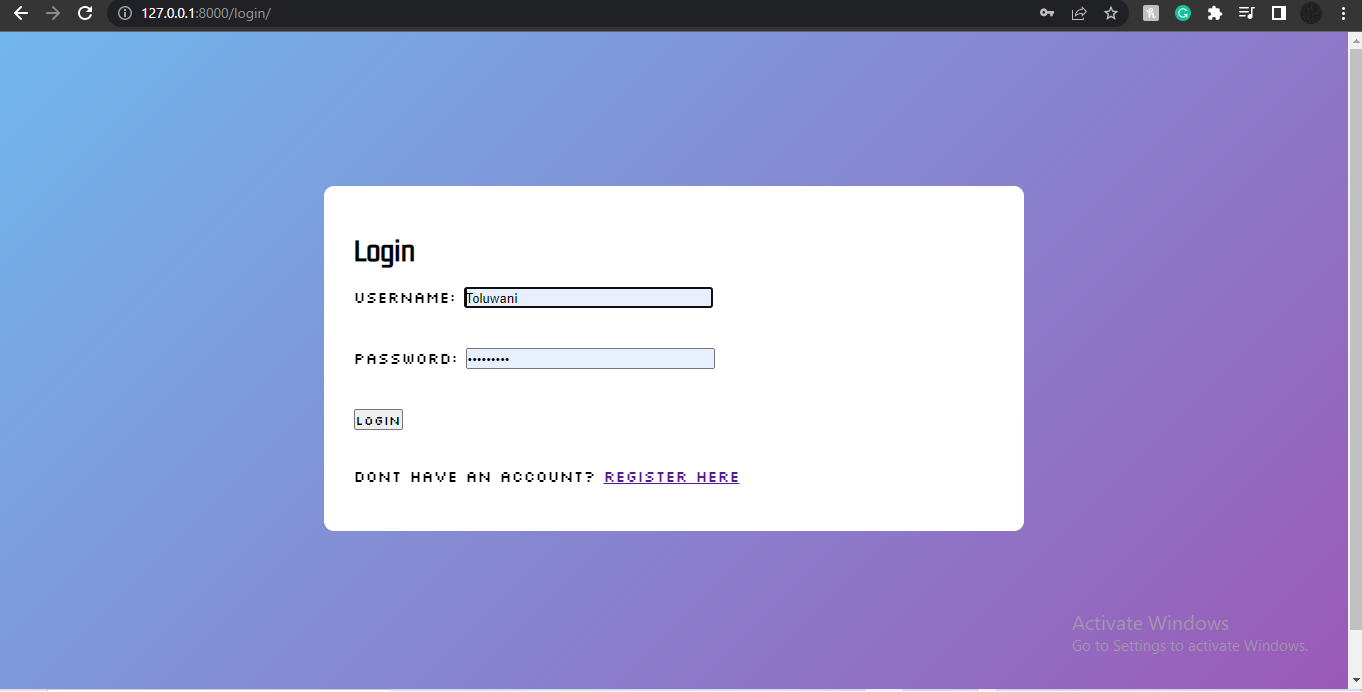 127.0.0.1:8000/login/
Login
USERNAME: Toluwani
PASSWORD: •••••••••
LOGIN
DONT HAVE AN ACCOUNT? REGISTER HERE
Activate Windows
Go to Settings to activate Windows.